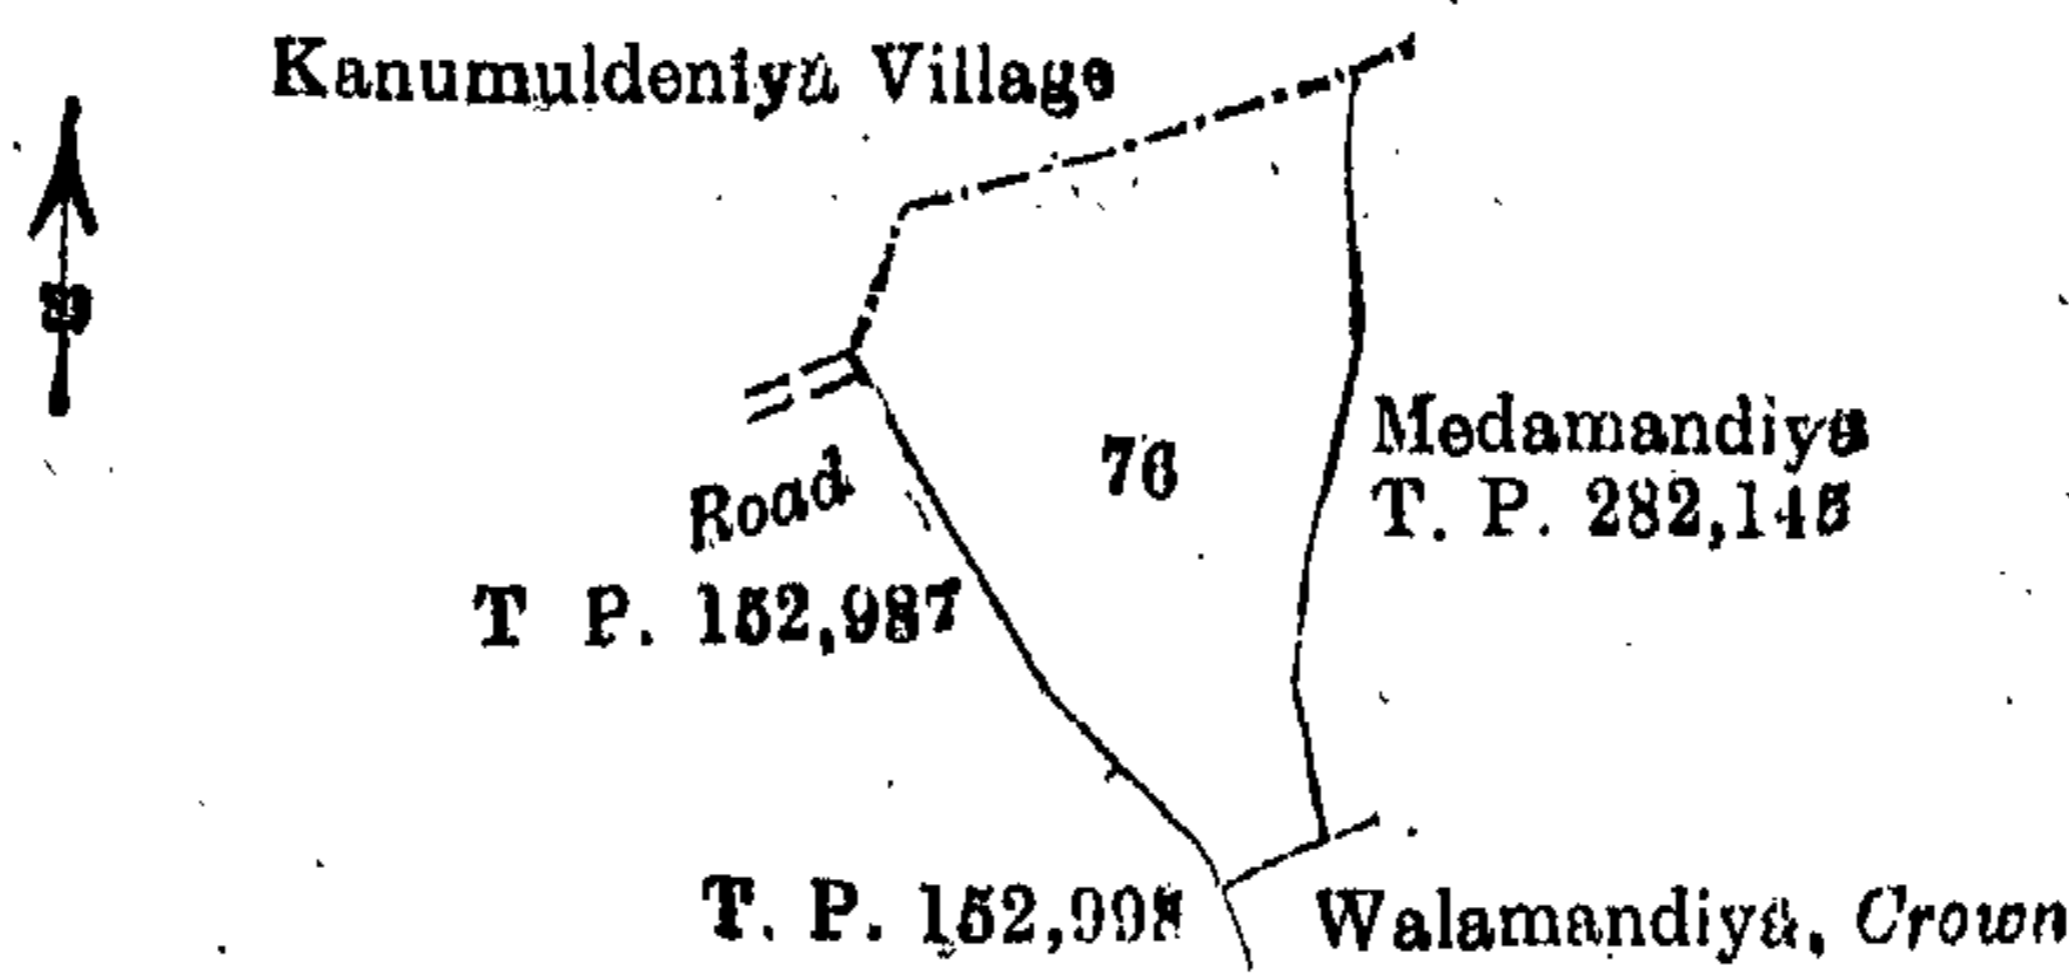 Kanumuldeniya Village
76
Medamandiya
T. P. 282,145
Road
T P. 152,987
T. P. 152,998
Walamandiya, Crown